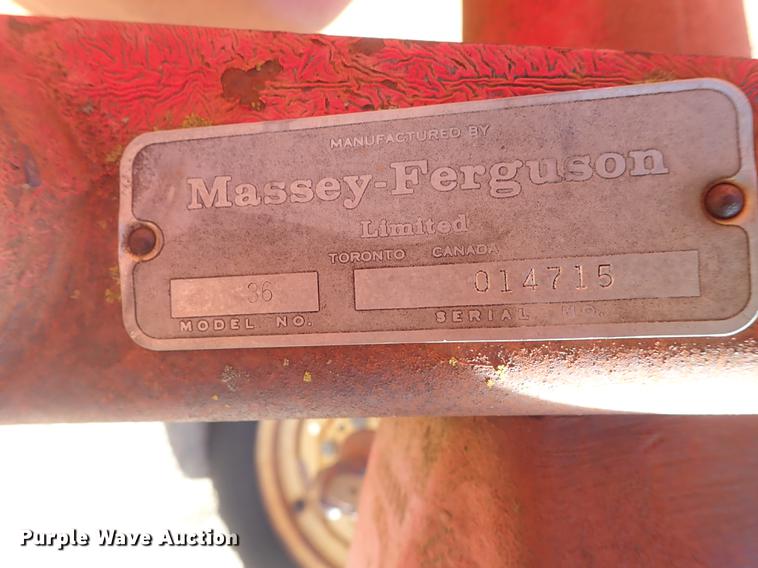 MANUFACTURED BY
Massey-Ferguson
Limited
TORONTO CANADA
36 014715
MODEL NO. SERIAL NO.
Purple Wave Auction